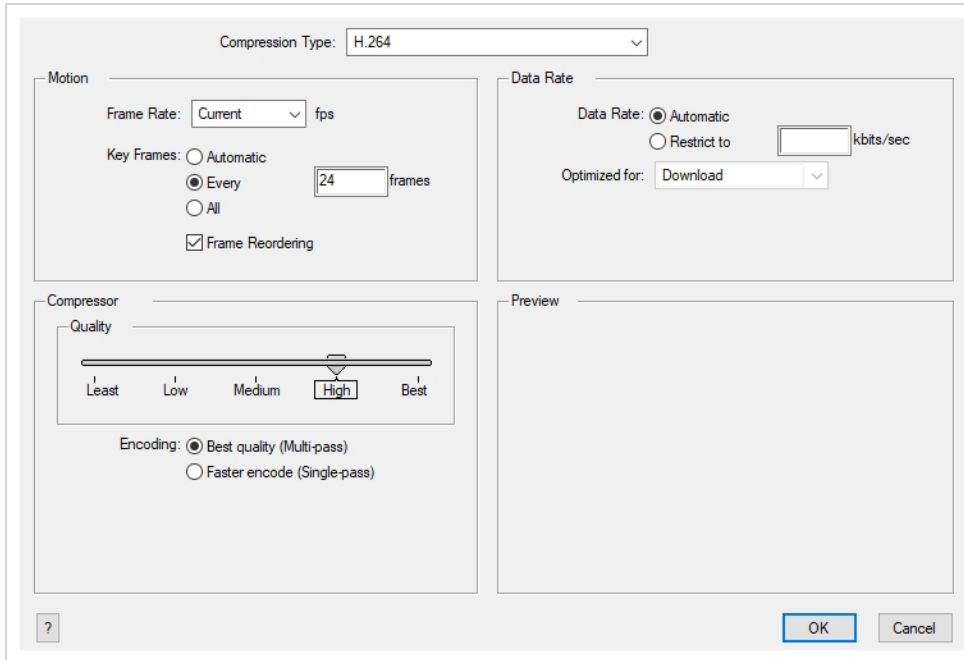 Compression Type: H.264
Motion
Frame Rate: Current fps
Key Frames: Automatic
Every 24 frames
All
Frame Reordering
Data Rate
Data Rate: Automatic
Restrict to kbits/sec
Optimized for: Download
Compressor
Quality
Least Low Medium High Best
Encoding: Best quality (Multi-pass)
Faster encode (Single-pass)
Preview
? OK Cancel